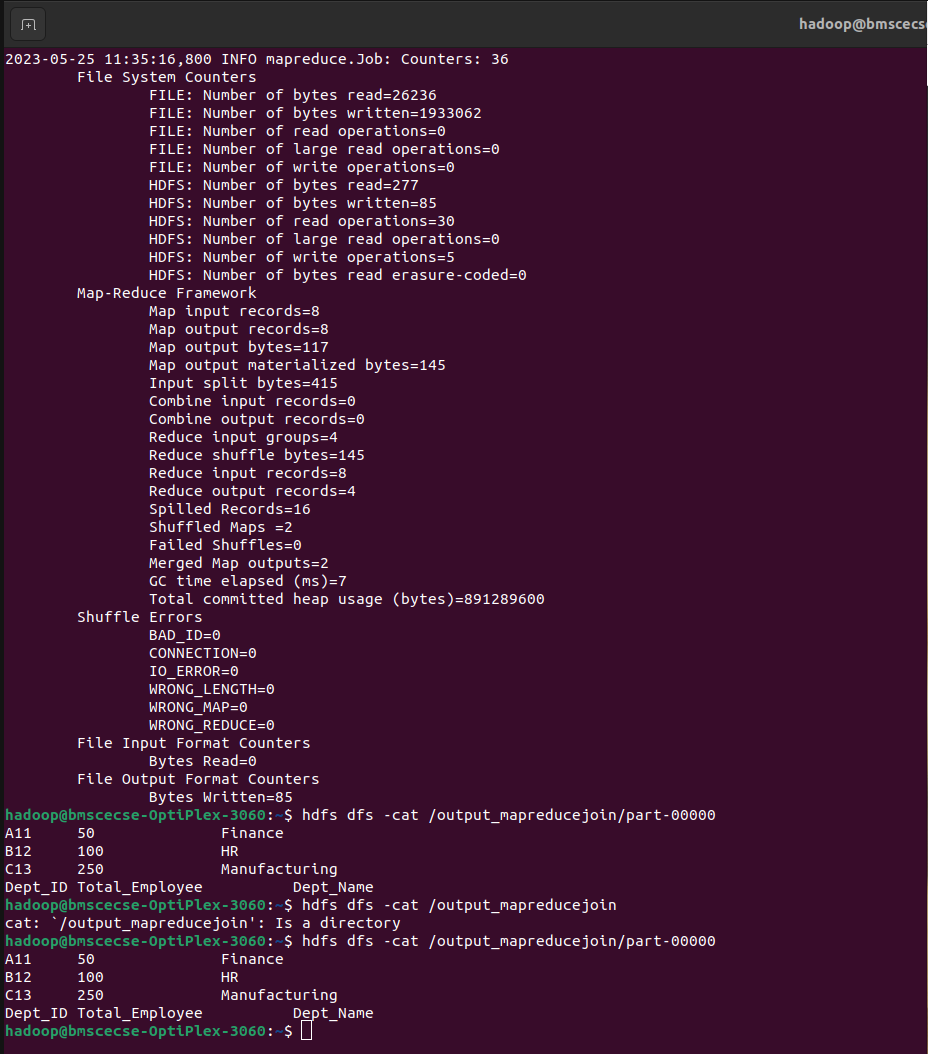 hadoop@bmscecs
2023-05-25 11:35:16,800 INFO mapreduce.Job: Counters: 36
        File System Counters
                FILE: Number of bytes read=26236
                FILE: Number of bytes written=1933062
                FILE: Number of read operations=0
                FILE: Number of large read operations=0
                FILE: Number of write operations=0
                HDFS: Number of bytes read=277
                HDFS: Number of bytes written=85
                HDFS: Number of read operations=30
                HDFS: Number of large read operations=0
                HDFS: Number of write operations=5
                HDFS: Number of bytes read erasure-coded=0
        Map-Reduce Framework
                Map input records=8
                Map output records=8
                Map output bytes=117
                Map output materialized bytes=145
                Input split bytes=415
                Combine input records=0
                Combine output records=0
                Reduce input groups=4
                Reduce shuffle bytes=145
                Reduce input records=8
                Reduce output records=4
                Spilled Records=16
                Shuffled Maps =2
                Failed Shuffles=0
                Merged Map outputs=2
                GC time elapsed (ms)=7
                Total committed heap usage (bytes)=891289600
        Shuffle Errors
                BAD_ID=0
                CONNECTION=0
                IO_ERROR=0
                WRONG_LENGTH=0
                WRONG_MAP=0
                WRONG_REDUCE=0
        File Input Format Counters
                Bytes Read=0
        File Output Format Counters
                Bytes Written=85
hadoop@bmscecse-OptiPlex-3060:~$ hdfs dfs -cat /output_mapreducejoin/part-00000
A11     50              Finance
B12     100             HR
C13     250             Manufacturing
Dept_ID Total_Employee          Dept_Name
hadoop@bmscecse-OptiPlex-3060:~$ hdfs dfs -cat /output_mapreducejoin
cat: `/output_mapreducejoin': Is a directory
hadoop@bmscecse-OptiPlex-3060:~$ hdfs dfs -cat /output_mapreducejoin/part-00000
A11     50              Finance
B12     100             HR
C13     250             Manufacturing
Dept_ID Total_Employee          Dept_Name
hadoop@bmscecse-OptiPlex-3060:~$